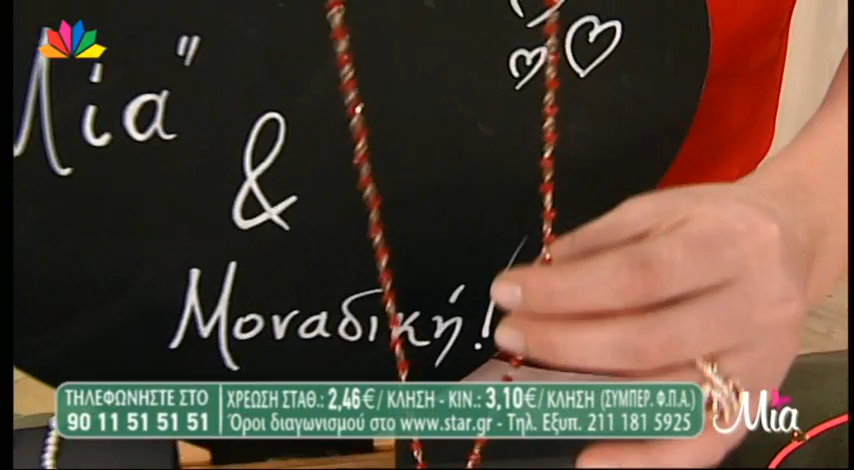 Μία"
&
Μοναδική!
ΤΗΛΕΦΩΝΗΣΤΕ ΣΤΟ
90 11 51 51 51
ΧΡΕΩΣΗ ΣΤΑΘ.: 2,46€/ ΚΛΗΣΗ - ΚΙΝ.: 3,10€/ ΚΛΗΣΗ (ΣΥΜΠΕΡ. Φ.Π.Α.)
Όροι διαγωνισμού στο www.star.gr - Τηλ. Εξυπ. 211 181 5925
Μία